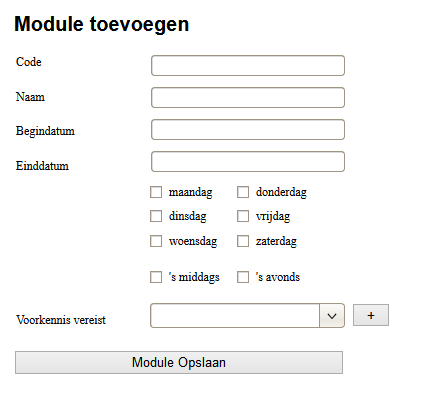 Module toevoegen
Code
Naam
Begindatum
Einddatum
maandag donderdag
dinsdag vrijdag
woensdag zaterdag
's middags 's avonds
Voorkennis vereist +
Module Opslaan